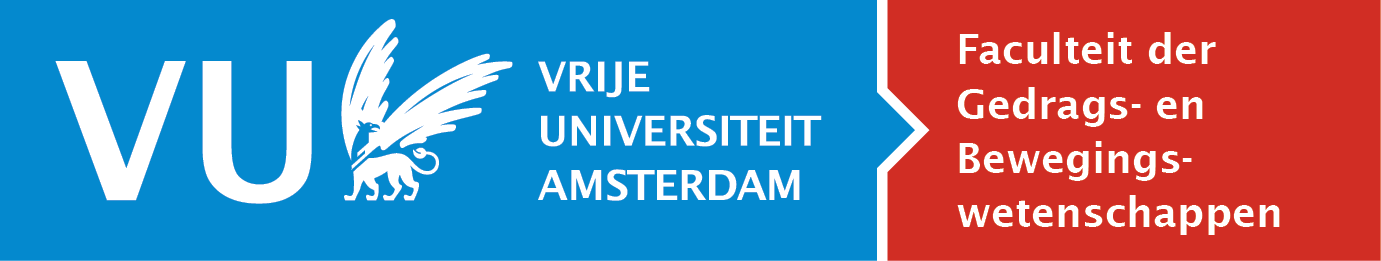 VU
VRIJE
UNIVERSITEIT
AMSTERDAM
Faculteit der
Gedrags- en
Bewegings-
wetenschappen